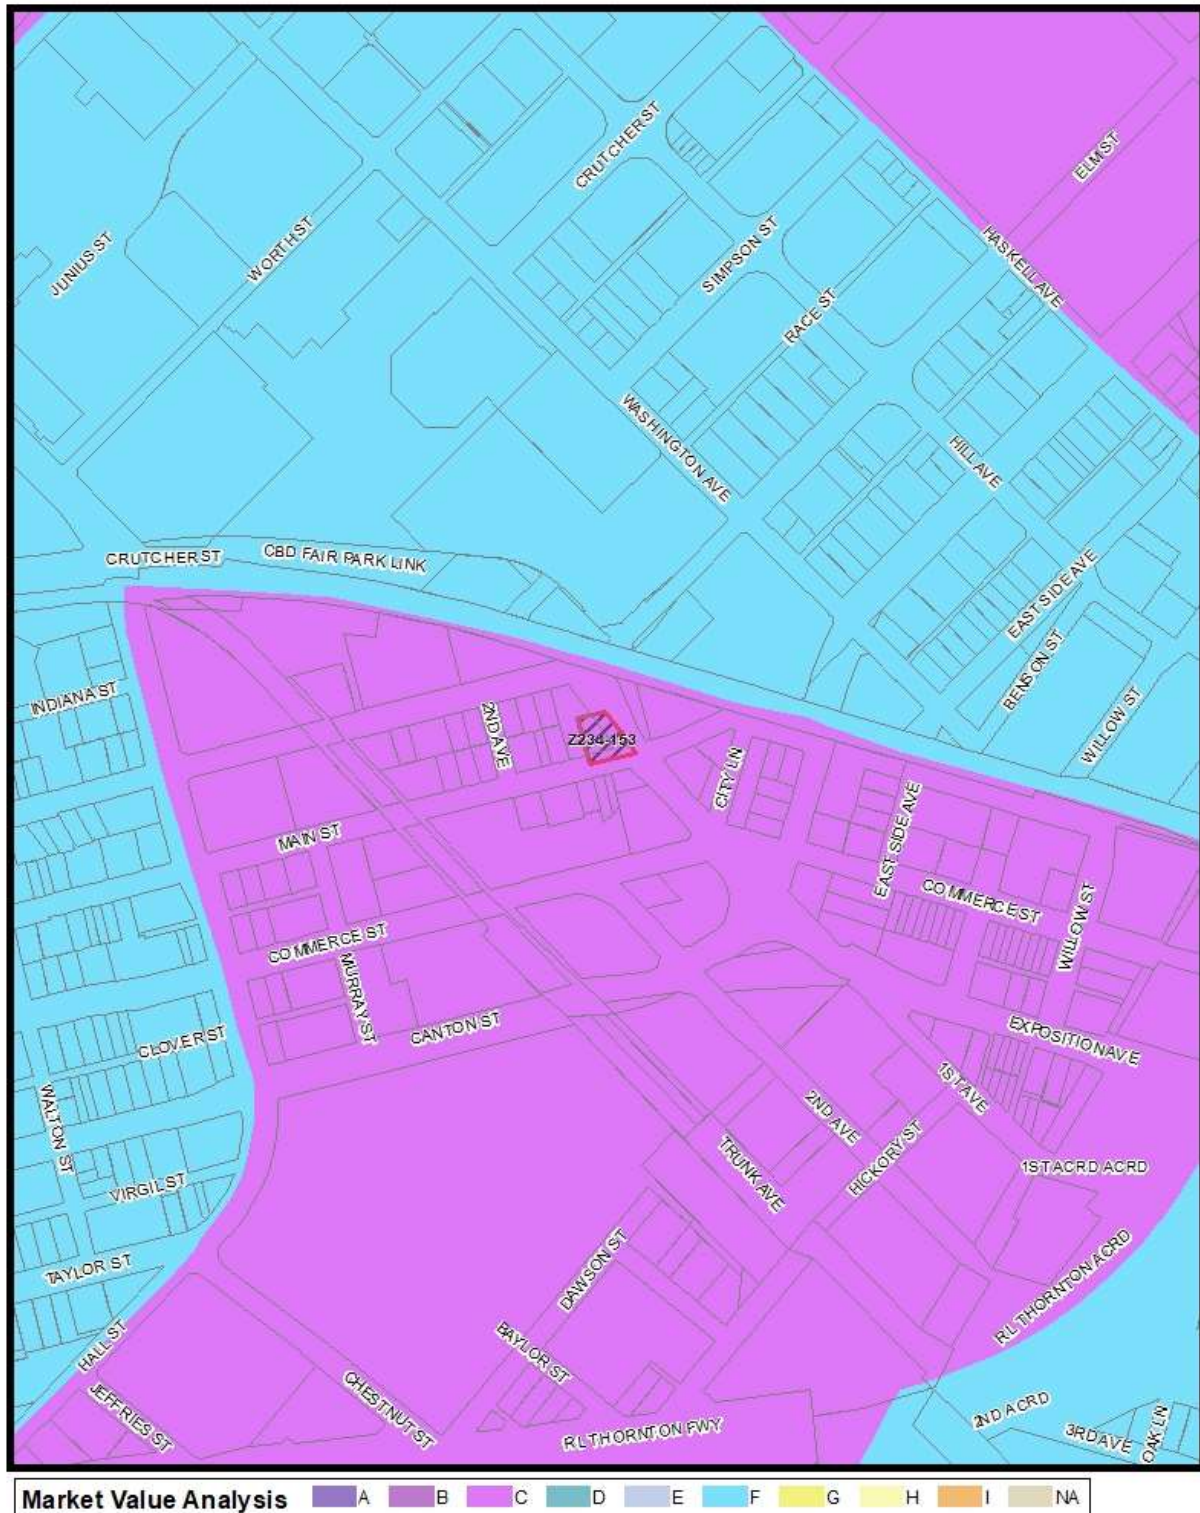 CRUTCHER ST
ELM ST
JUNIUS ST
WORTH ST
SIMPSON ST
HASKELL AVE
RACE ST
WASHINGTON AVE
HILL AVE
CRUTCHER ST
CBD FAIR PARK LINK
EAST SIDE AVE
BENSON ST
INDIANA ST
2ND AVE
Z234-153
WILLOW ST
CITY LN
MAIN ST
EAST SIDE AVE
COMMERCE ST
WILLOW ST
COMMERCE ST
MURRAY ST
CANTON ST
CLOVER ST
EXPOSITION AVE
WALTON ST
1ST AVE
2ND AVE
HICKORY ST
TRUNK AVE
1ST ACRD ACRD
VIRGIL ST
TAYLOR ST
DAWSON ST
RL THORNTON ACRD
HALL ST
BAYLOR ST
JEFFRIES ST
CHESTNUT ST
RL THORNTON FWY
2ND ACRD
3RD AVE
OAK LN
Market Value Analysis A B C D E F G H I NA